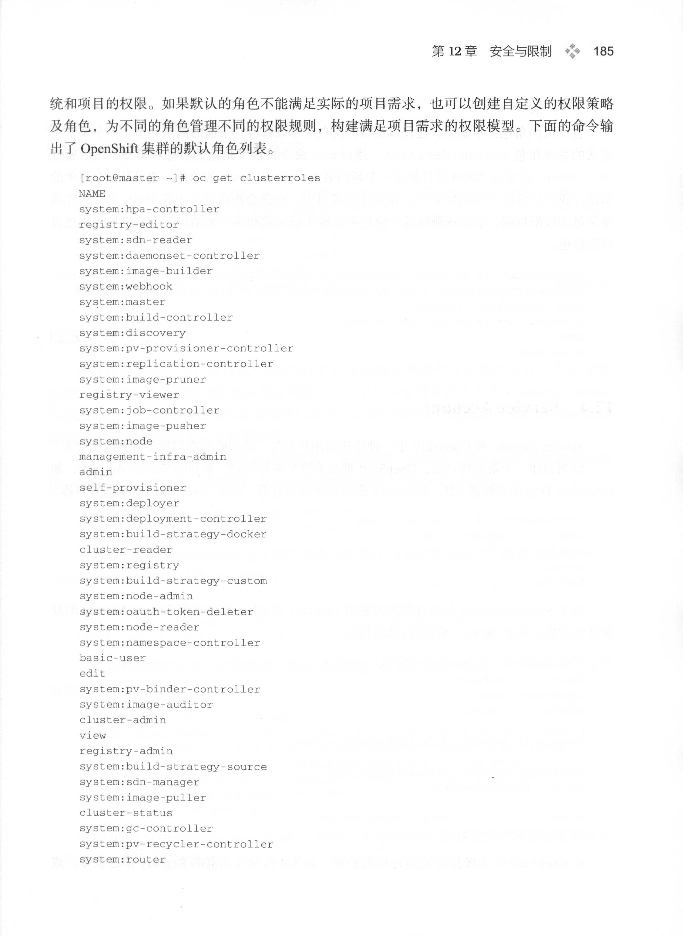 第 12 章 安全与限制 185
统和项目的权限。如果默认的角色不能满足实际的项目需求，也可以创建自定义的权限策略
及角色，为不同的角色管理不同的权限规则，构建满足项目需求的权限模型。下面的命令输
出了 OpenShift 集群的默认角色列表。
[root@master ~]# oc get clusterroles
NAME
system:hpa-controller
registry-editor
system:sdn-reader
system:daemonset-controller
system:image-builder
system:webhook
system:master
system:build-controller
system:discovery
system:pv-provisioner-controller
system:replication-controller
system:image-pruner
registry-viewer
system:job-controller
system:image-pusher
system:node
management-infra-admin
admin
self-provisioner
system:deployer
system:deployment-controller
system:build-strategy-docker
cluster-reader
system:registry
system:build-strategy-custom
system:node-admin
system:oauth-token-deleter
system:node-reader
system:namespace-controller
basic-user
edit
system:pv-binder-controller
system:image-auditor
cluster-admin
view
registry-admin
system:build-strategy-source
system:sdn-manager
system:image-puller
cluster-status
system:gc-controller
system:pv-recycler-controller
system:router